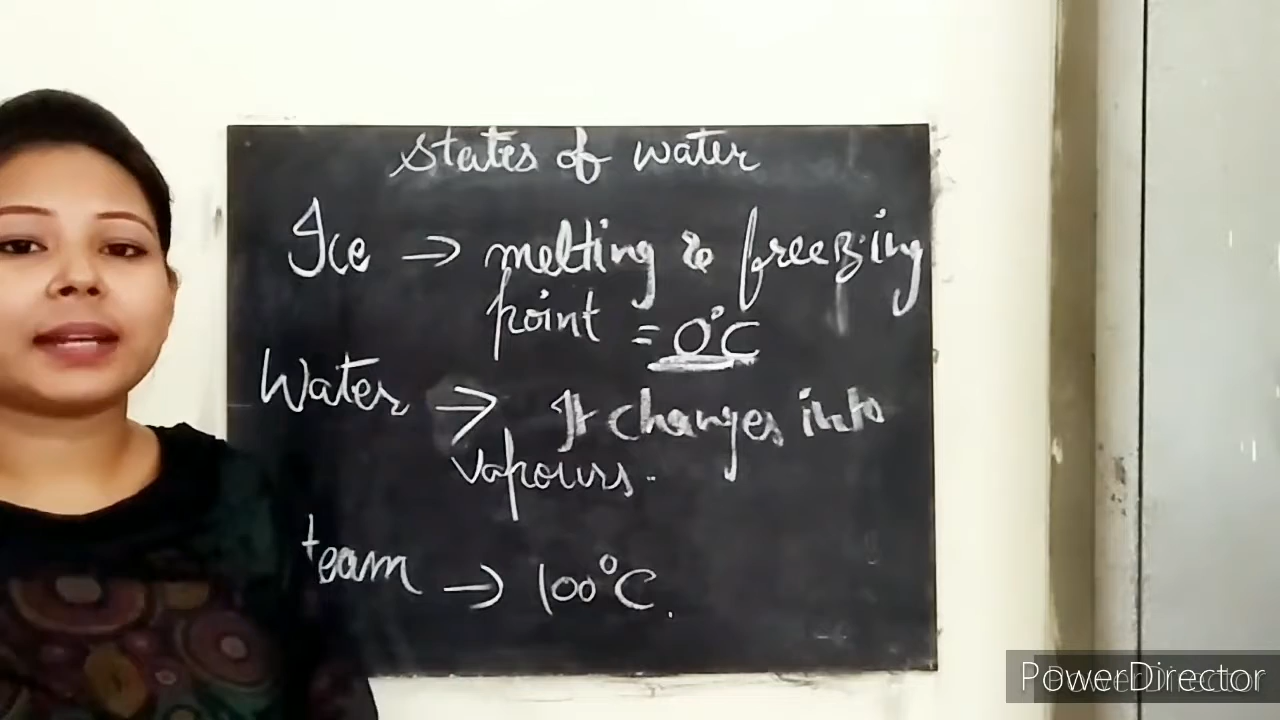 states of water
Ice → melting & freezing
point = 0°C
Water → It changes into
vapours.
team → 100°C.
PowerDirector